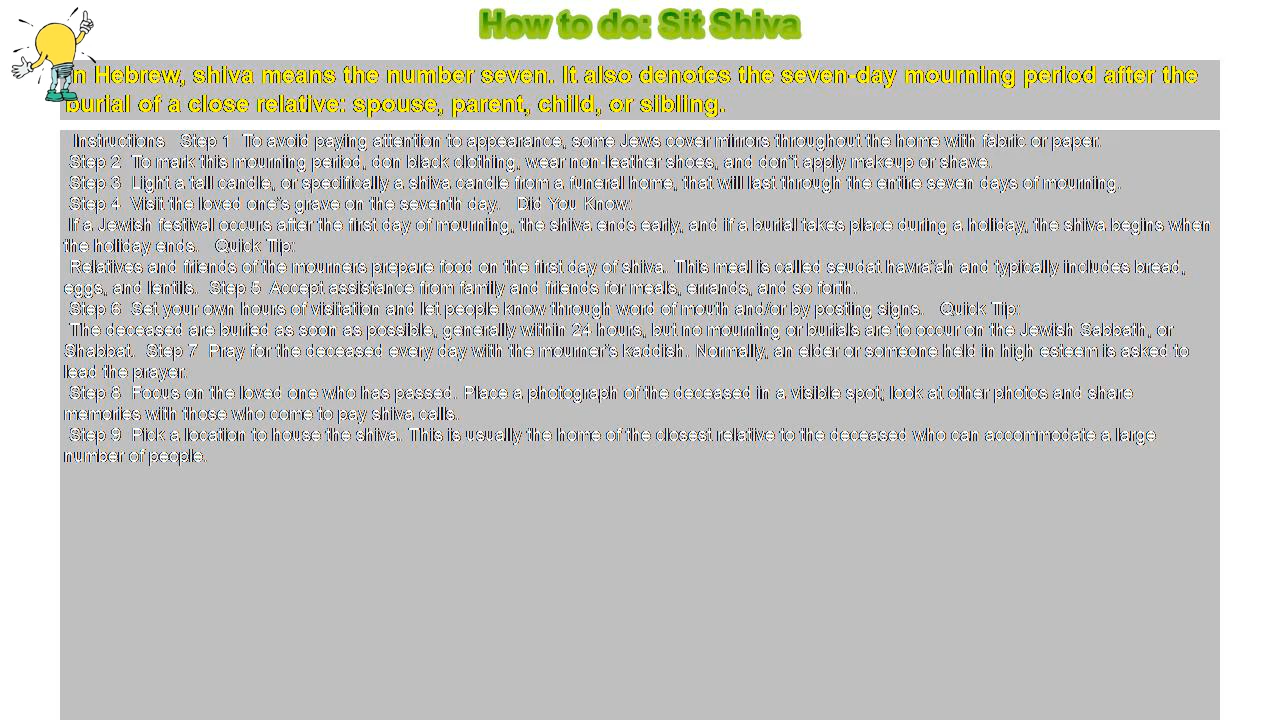 How to do: Sit Shiva
In Hebrew, shiva means the number seven. It also denotes the seven-day mourning period after the
burial of a close relative: spouse, parent, child, or sibling.
Instructions Step 1 To avoid paying attention to appearance, some Jews cover mirrors throughout the home with fabric or paper.
Step 2 To mark this mourning period, don black clothing, wear non-leather shoes, and don't apply makeup or shave.
Step 3 Light a tall candle, or specifically a shiva candle from a funeral home, that will last through the entire seven days of mourning.
Step 4 Visit the loved one's grave on the seventh day. Did You Know:
If a Jewish festival occurs after the first day of mourning, the shiva ends early, and if a burial takes place during a holiday, the shiva begins when
the holiday ends. Quick Tip:
Relatives and friends of the mourners prepare food on the first day of shiva. This meal is called seudat havra'ah and typically includes bread,
eggs, and lentils. Step 5 Accept assistance from family and friends for meals, errands, and so forth.
Step 6 Set your own hours of visitation and let people know through word of mouth and/or by posting signs. Quick Tip:
The deceased are buried as soon as possible, generally within 24 hours, but no mourning or burials are to occur on the Jewish Sabbath, or
Shabbat. Step 7 Pray for the deceased every day with the mourner's kaddish. Normally, an elder or someone held in high esteem is asked to
lead the prayer.
Step 8 Focus on the loved one who has passed. Place a photograph of the deceased in a visible spot; look at other photos and share
memories with those who come to pay shiva calls.
Step 9 Pick a location to house the shiva. This is usually the home of the closest relative to the deceased who can accommodate a large
number of people.